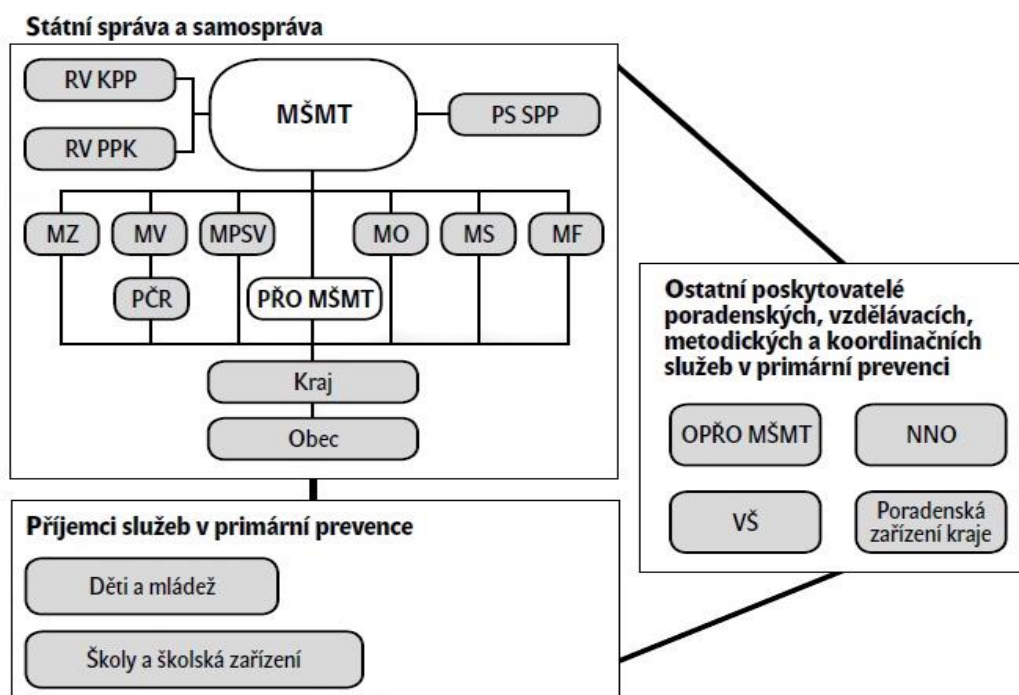 Státní správa a samospráva
RV KPP
MŠMT
PS SPP
RV PPK
MZ
MV
MPSV
MO
MS
MF
PČR
PŘO MŠMT
Kraj
Obec
Ostatní poskytovatelé
poradenských, vzdělávacích,
metodických a koordinačních
služeb v primární prevenci
OPŘO MŠMT
NNO
VŠ
Poradenská
zařízení kraje
Příjemci služeb v primární prevence
Děti a mládež
Školy a školská zařízení